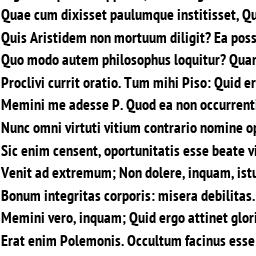 Quae cum dixisset paulumque institisset, Qu
Quis Aristidem non mortuum diligit? Ea poss
Quo modo autem philosophus loquitur? Quar
Proclivi currit oratio. Tum mihi Piso: Quid er
Memini me adesse P. Quod ea non occurrenti
Nunc omni virtuti vitium contrario nomine op
Sic enim censent, oportunitatis esse beate vi
Venit ad extremum; Non dolere, inquam, istu
Bonum integritas corporis: misera debilitas.
Memini vero, inquam; Quid ergo attinet glori
Erat enim Polemonis. Occultum facinus esse